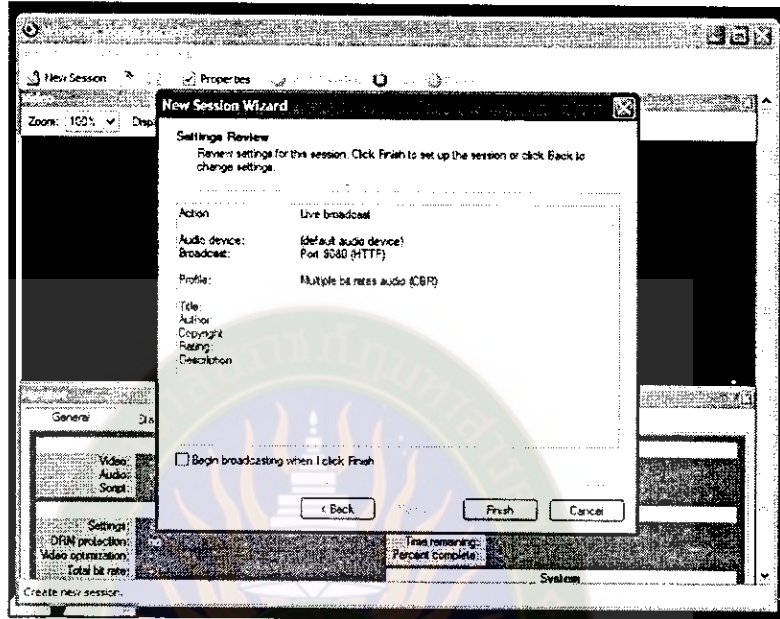 New Session
Properties
Zoom: 100%
New Session Wizard
Settings Review
Review settings for this session. Click Finish to set up the session or click Back to
change settings.
Action Live broadcast
Audio device: (default audio device)
Broadcast: Port 8080 (HTTP)
Profile: Multiple bit rates audio (CBR)
Title:
Author:
Copyright
Rating:
Description
General
Video:
Audio:
Script:
Begin broadcasting when I click Finish
< Back
Finish
Cancel
Settings:
DRM protection:
Video optimization:
Total bit rate:
Time remaining:
Percent complete:
System
Create new session.